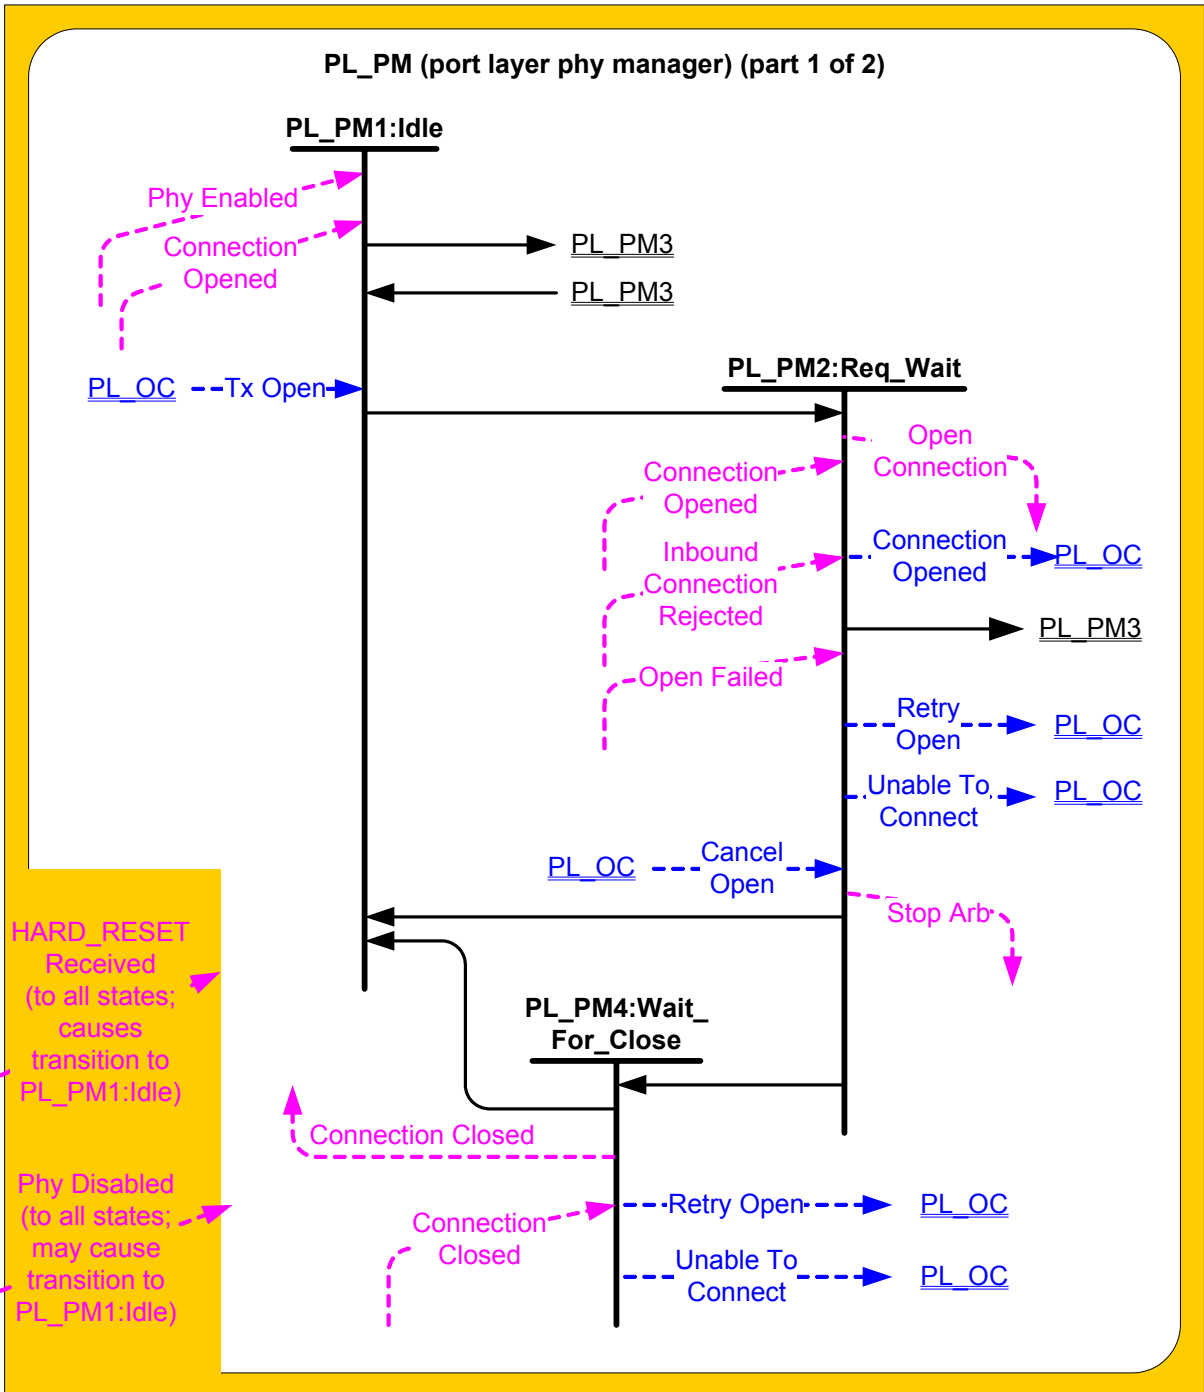 PL_PM (port layer phy manager) (part 1 of 2)
PL_PM1:Idle
Phy Enabled
Connection
Opened
PL_PM3
PL_PM3
PL_OC
Tx Open
PL_PM2:Req_Wait
Open
Connection
Connection
Opened
Inbound
Connection
Rejected
Connection
Opened
PL_OC
PL_PM3
Open Failed
Retry
Open
PL_OC
Unable To
Connect
PL_OC
PL_OC
Cancel
Open
Stop Arb
HARD_RESET
Received
(to all states;
causes
transition to
PL_PM1:Idle)
PL_PM4:Wait_
For_Close
Connection Closed
Phy Disabled
(to all states;
may cause
transition to
PL_PM1:Idle)
Connection
Closed
Retry Open
PL_OC
Unable To
Connect
PL_OC